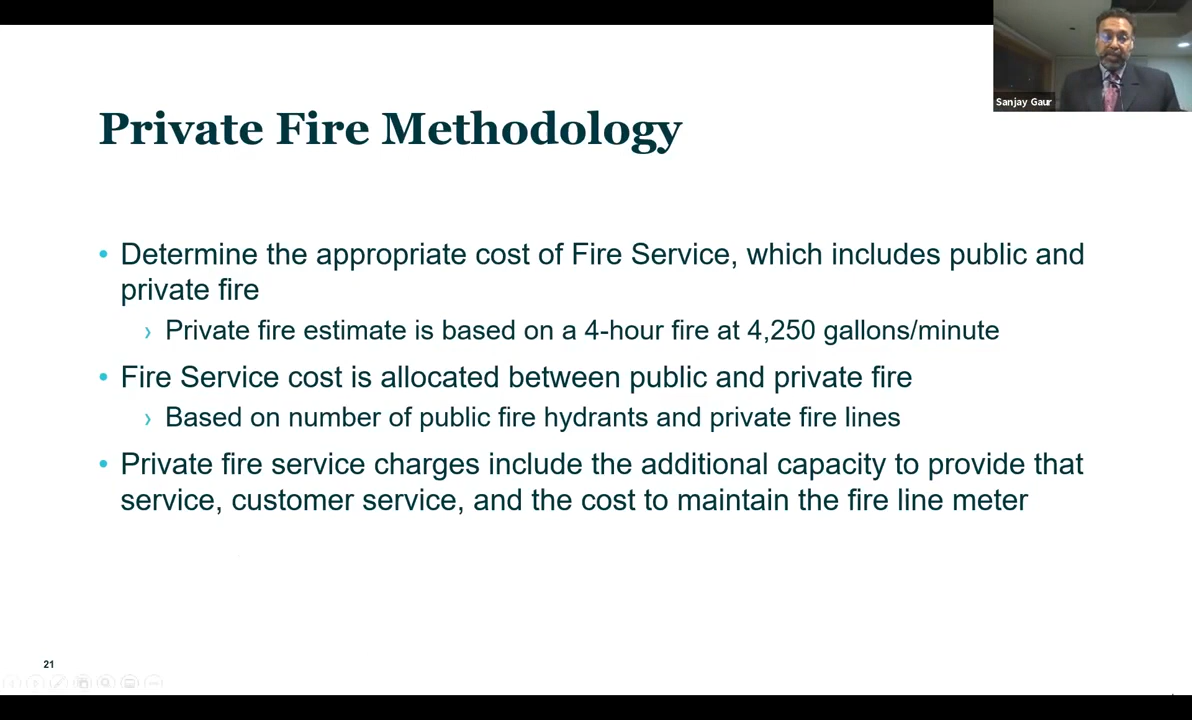 Sanjay Gaur
Private Fire Methodology
• Determine the appropriate cost of Fire Service, which includes public and
private fire
› Private fire estimate is based on a 4-hour fire at 4,250 gallons/minute
• Fire Service cost is allocated between public and private fire
› Based on number of public fire hydrants and private fire lines
• Private fire service charges include the additional capacity to provide that
service, customer service, and the cost to maintain the fire line meter
21